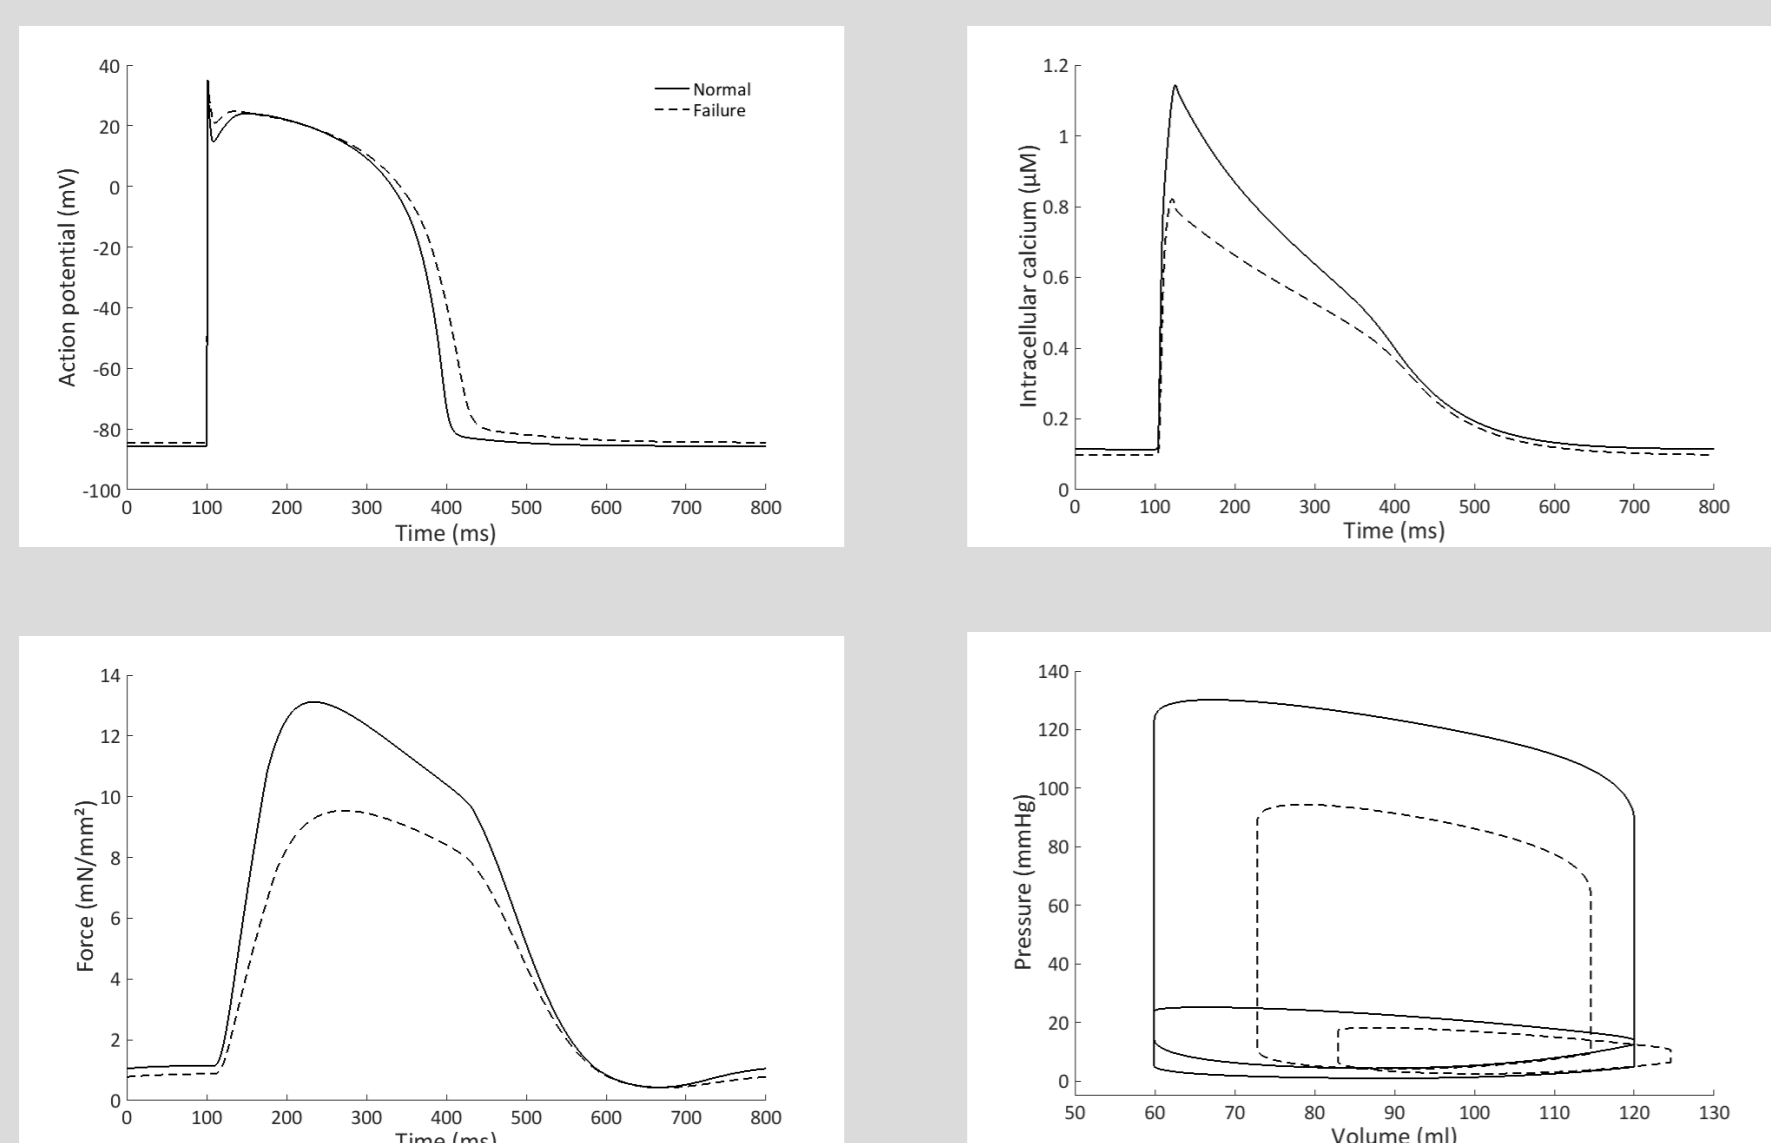 40
20
0
-20
-40
-60
-80
-100
Action potential (mV)
Normal
Failure
0 100 200 300 400 500 600 700 800
Time (ms)
1.2
1
0.8
0.6
0.4
0.2
0
Intracellular calcium (µM)
0 100 200 300 400 500 600 700 800
Time (ms)
14
12
10
8
6
4
2
0
Force (mN/mm²)
0 100 200 300 400 500 600 700 800
Time (ms)
140
120
100
80
60
40
20
0
Pressure (mmHg)
50 60 70 80 90 100 110 120 130
Volume (ml)